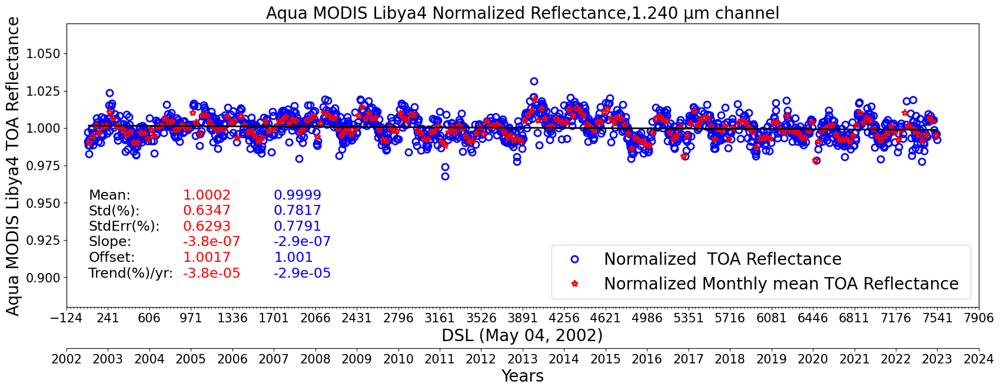 Aqua MODIS Libya4 Normalized Reflectance,1.240 μm channel
Aqua MODIS Libya4 TOA Reflectance
1.050
1.025
1.000
0.975
0.950
0.925
0.900
Mean: 1.0002 0.9999
Std(%): 0.6347 0.7817
StdErr(%): 0.6293 0.7791
Slope: -3.8e-07 -2.9e-07
Offset: 1.0017 1.001
Trend(%)/yr: -3.8e-05 -2.9e-05
Normalized  TOA Reflectance
Normalized Monthly mean TOA Reflectance
−124 241 606 971 1336 1701 2066 2431 2796 3161 3526 3891 4256 4621 4986 5351 5716 6081 6446 6811 7176 7541 7906
DSL (May 04, 2002)
2002 2003 2004 2005 2006 2007 2008 2009 2010 2011 2012 2013 2014 2015 2016 2017 2018 2019 2020 2021 2022 2023 2024
Years